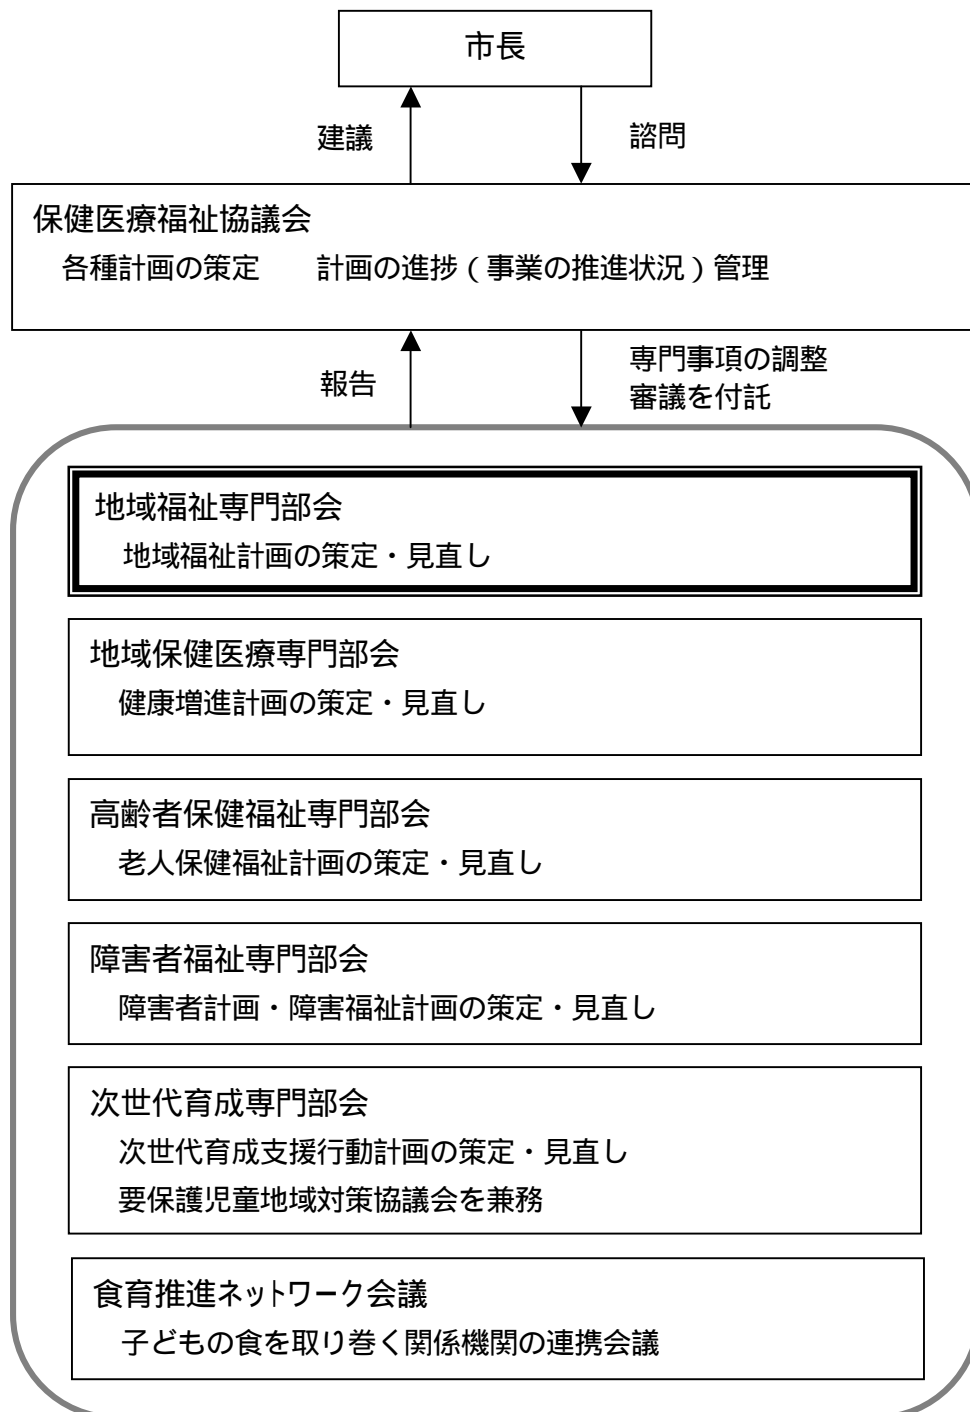 市長
建議
諮問
保健医療福祉協議会
各種計画の策定　　計画の進捗（事業の推進状況）管理
報告
専門事項の調整
審議を付託
地域福祉専門部会
地域福祉計画の策定・見直し
地域保健医療専門部会
健康増進計画の策定・見直し
高齢者保健福祉専門部会
老人保健福祉計画の策定・見直し
障害者福祉専門部会
障害者計画・障害福祉計画の策定・見直し
次世代育成専門部会
次世代育成支援行動計画の策定・見直し
要保護児童地域対策協議会を兼務
食育推進ネットワーク会議
子どもの食を取り巻く関係機関の連携会議